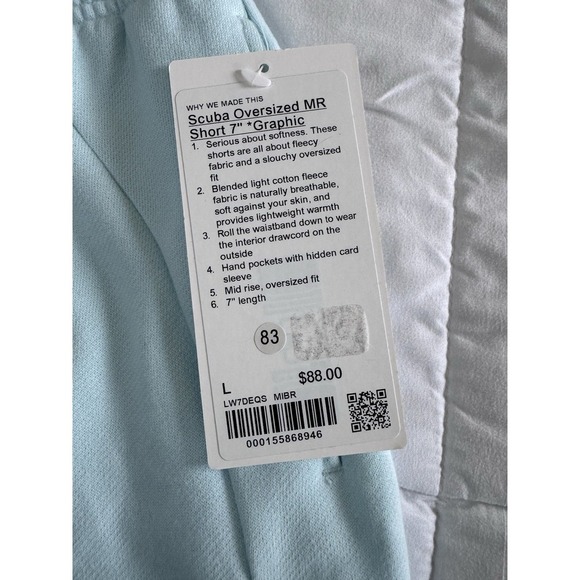 WHY WE MADE THIS
Scuba Oversized MR
Short 7" *Graphic
1. Serious about softness. These
shorts are all about fleecy
fabric and a slouchy oversized
fit
2. Blended light cotton fleece
fabric is naturally breathable,
soft against your skin, and
provides lightweight warmth
3. Roll the waistband down to wear
the interior drawcord on the
outside
4. Hand pockets with hidden card
sleeve
5. Mid rise, oversized fit
6. 7" length
83
L $88.00
LW7DEQS MIBR
000155868946